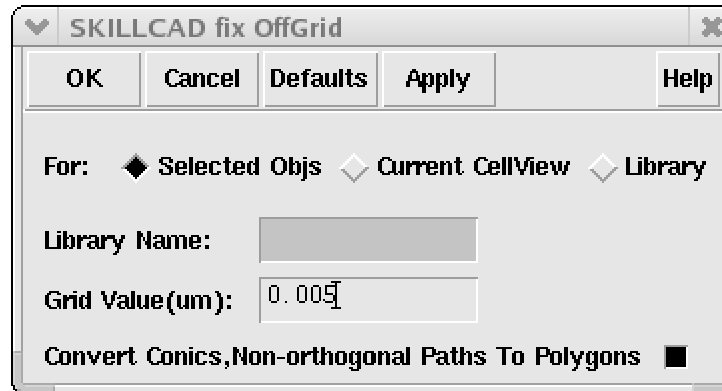 SKILLCAD fix OffGrid
OK Cancel Defaults Apply Help
For: Selected Objs Current CellView Library
Library Name:
Grid Value(um): 0.005
Convert Conics,Non-orthogonal Paths To Polygons